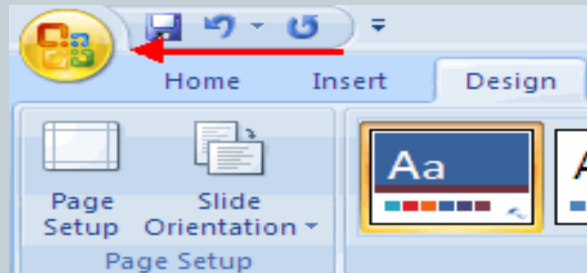 Home Insert Design
Page Setup
Slide Orientation
Aa
A
Page Setup